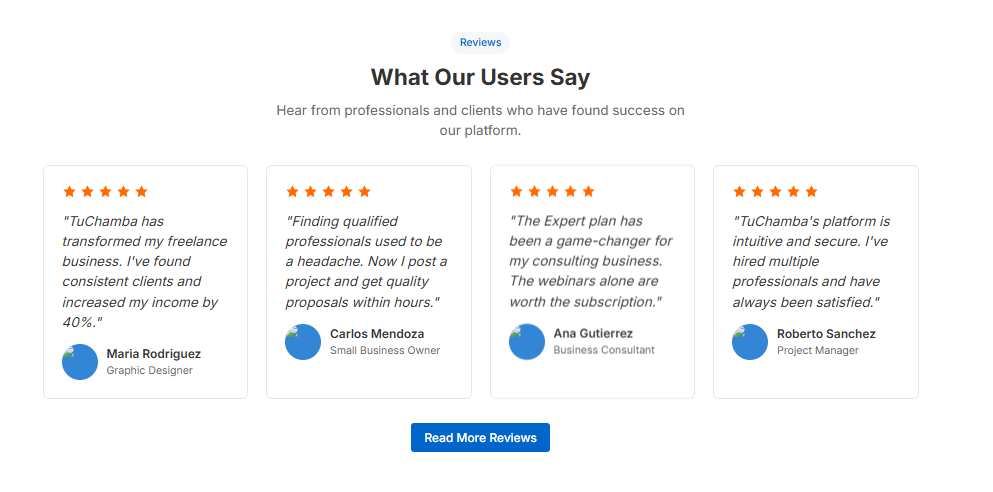 Reviews
What Our Users Say
Hear from professionals and clients who have found success on
our platform.
"TuChamba has
transformed my freelance
business. I've found
consistent clients and
increased my income by
40%."
Maria Rodriguez
Graphic Designer
"Finding qualified
professionals used to be
a headache. Now I post a
project and get quality
proposals within hours."
Carlos Mendoza
Small Business Owner
"The Expert plan has
been a game-changer for
my consulting business.
The webinars alone are
worth the subscription."
Ana Gutierrez
Business Consultant
"TuChamba's platform is
intuitive and secure. I've
hired multiple
professionals and have
always been satisfied."
Roberto Sanchez
Project Manager
Read More Reviews